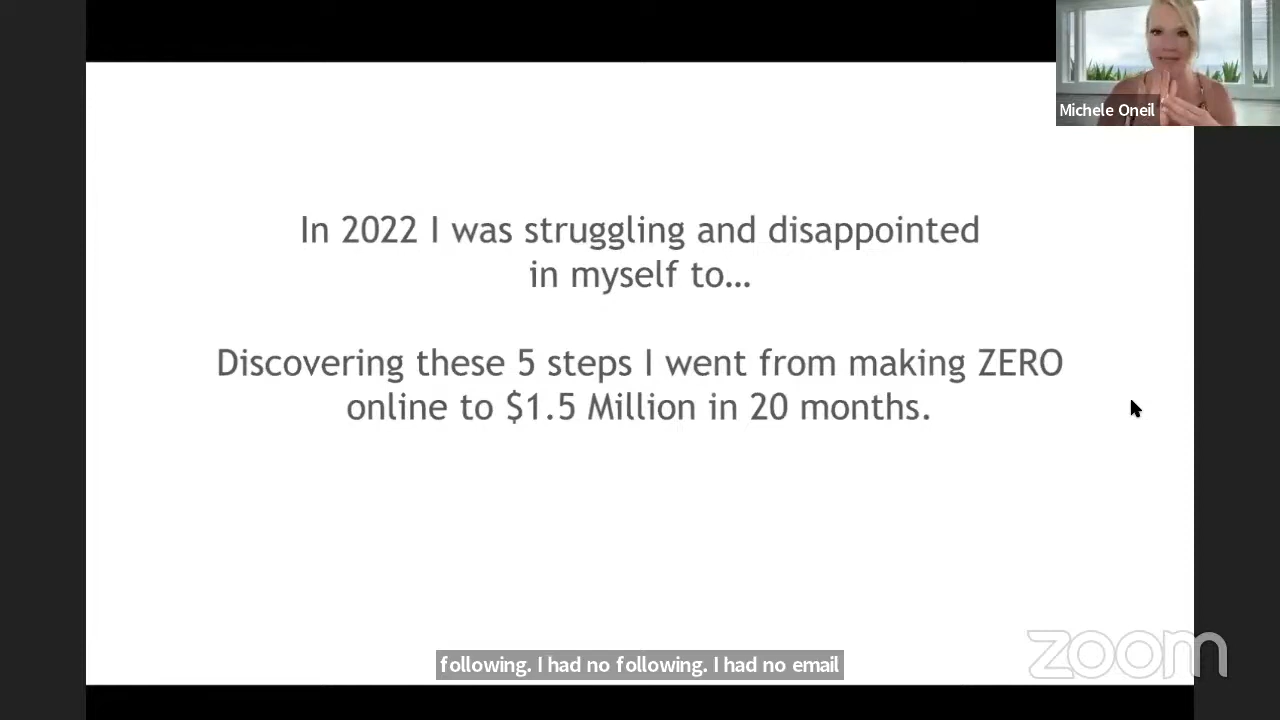 Michele Oneil
In 2022 I was struggling and disappointed
in myself to…
Discovering these 5 steps I went from making ZERO
online to $1.5 Million in 20 months.
following. I had no following. I had no email
zoom